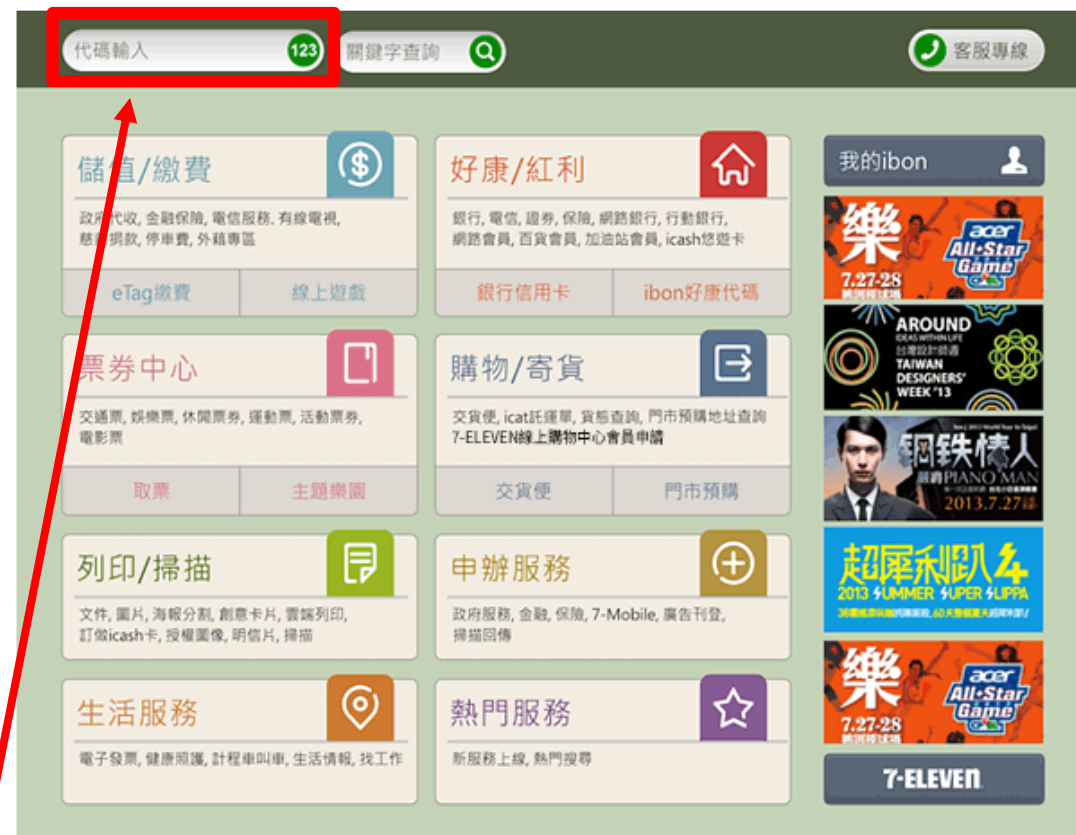 代碼輸入
123
關鍵字查詢
客服專線
儲值/繳費
政府代收, 金融保險, 電信服務. 有線電視,
慈善捐款, 停車費, 外籍專區
eTag繳費
線上遊戲
好康/紅利
銀行, 電信, 證券, 保險, 網路銀行, 行動銀行,
網路會員, 百貨會員, 加油站會員, icash悠遊卡
銀行信用卡
ibon好康代碼
票券中心
交通票, 娛樂票, 休閒票券, 運動票, 活動票券,
電影票
取票
主題樂園
購物/寄貨
交貨便, icat託運單, 貨態查詢, 門市預購地址查詢
7-ELEVEN線上購物中心會員申請
交貨便
門市預購
列印/掃描
文件, 圖片, 海報分割, 創意卡片, 雲端列印,
訂做icash卡, 授權圖像, 明信片, 掃描
申辦服務
政府服務, 金融, 保險, 7-Mobile, 廣告刊登,
掃描回傳
生活服務
電子發票, 健康照護, 計程車叫車, 生活情報, 找工作
熱門服務
新服務上線, 熱門搜尋
我的ibon
樂
acer
All-Star
Game
7.27-28
AROUND
IDEAS WITHIN LIFE
台灣設計師週
TAIWAN
DESIGNERS'
WEEK '13
鋼鉄情人
PIANO MAN
2013.7.27
超犀利趴4
2013 SUMMER SUPER SLIPPA
樂
acer
All-Star
Game
7.27-28
7-ELEVEN